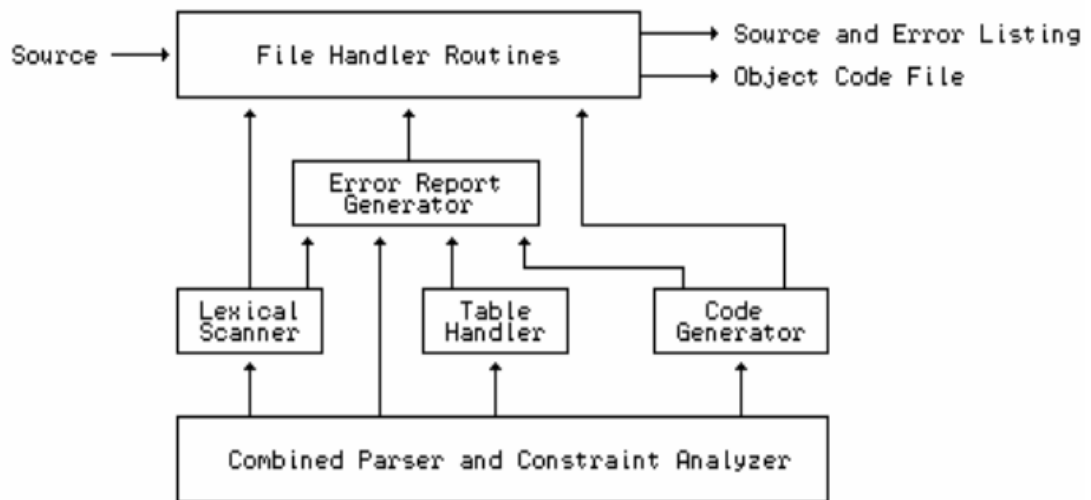 Source
File Handler Routines
Source and Error Listing
Object Code File
Error Report
Generator
Lexical
Scanner
Table
Handler
Code
Generator
Combined Parser and Constraint Analyzer